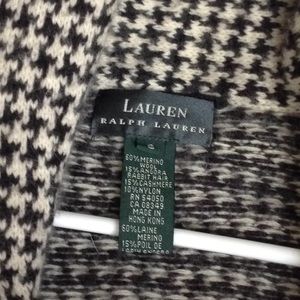 LAUREN
RALPH LAUREN
60% MERINO
WOOL
15% ANGORA
RABBIT HAIR
15% CASHMERE
10% NYLON
RN 54050
CA 08349
MADE IN
HONG KONG
60% LAINE
MERINO
15% POIL DE